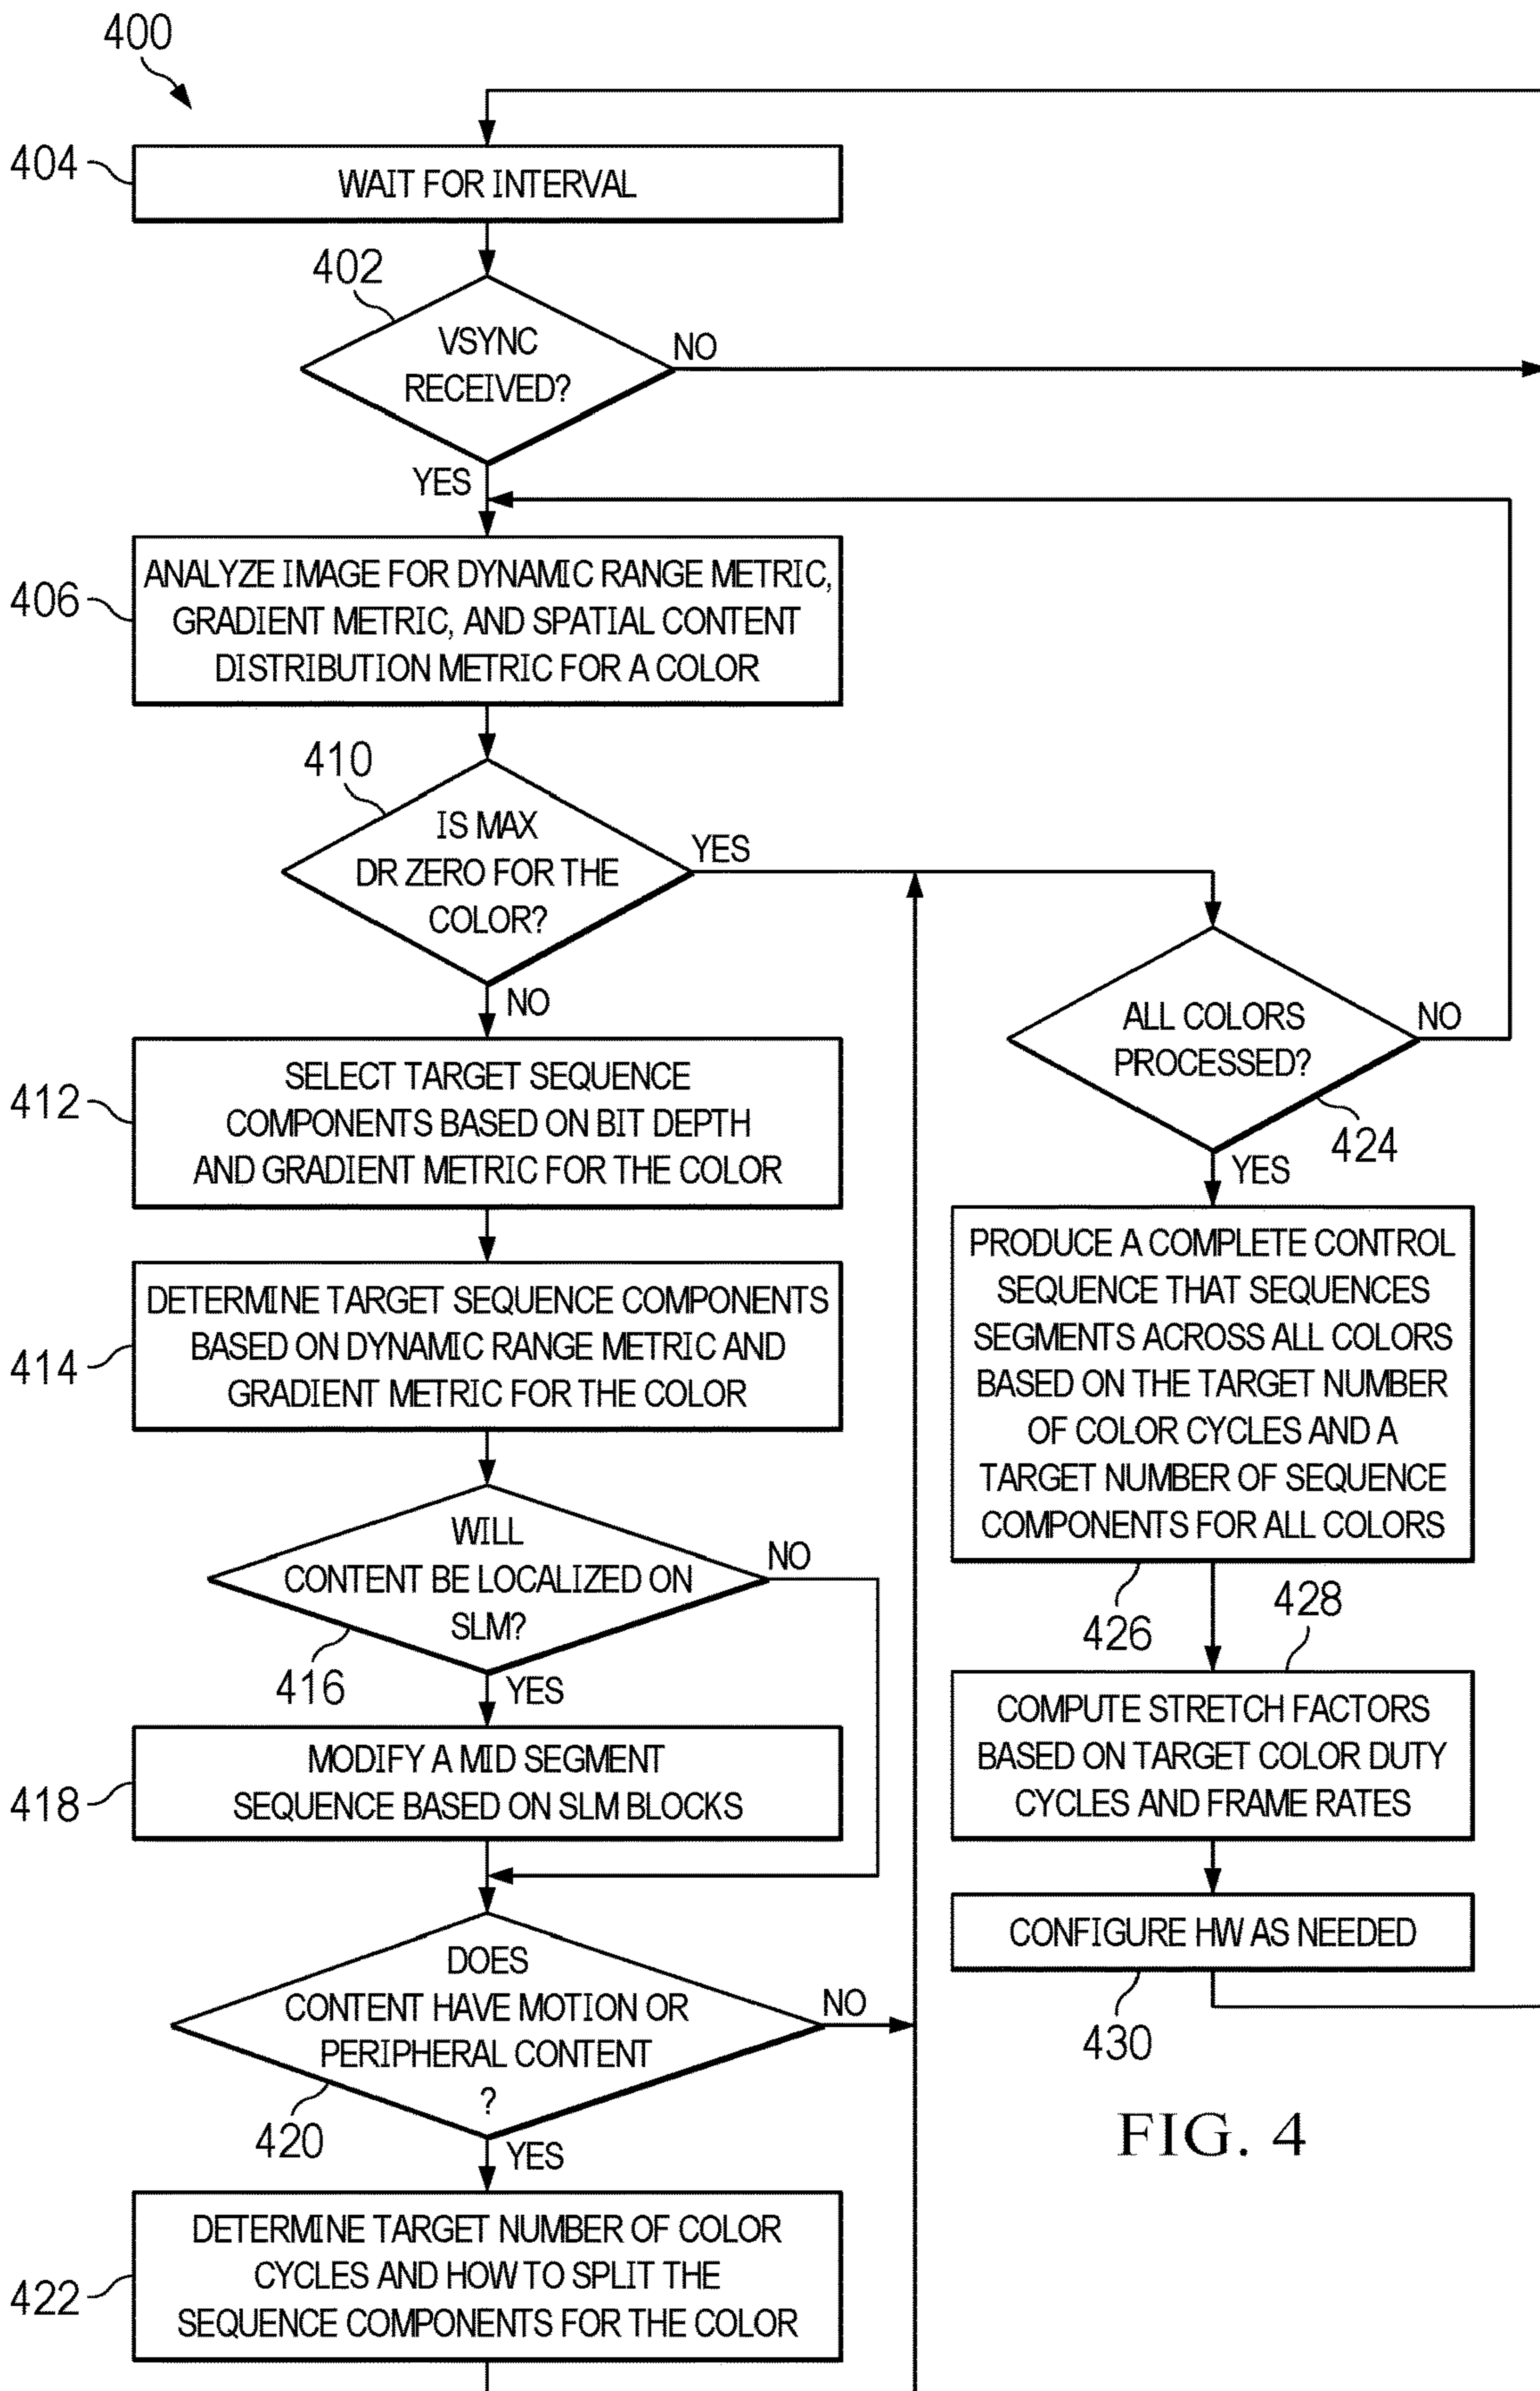 400
404
WAIT FOR INTERVAL
402
VSYNC
RECEIVED?
NO
YES
406
ANALYZE IMAGE FOR DYNAMIC RANGE METRIC,
GRADIENT METRIC, AND SPATIAL CONTENT
DISTRIBUTION METRIC FOR A COLOR
410
IS MAX
DR ZERO FOR THE
COLOR?
YES
NO
412
SELECT TARGET SEQUENCE
COMPONENTS BASED ON BIT DEPTH
AND GRADIENT METRIC FOR THE COLOR
414
DETERMINE TARGET SEQUENCE COMPONENTS
BASED ON DYNAMIC RANGE METRIC AND
GRADIENT METRIC FOR THE COLOR
WILL
CONTENT BE LOCALIZED ON
SLM?
NO
416
YES
418
MODIFY A MID SEGMENT
SEQUENCE BASED ON SLM BLOCKS
DOES
CONTENT HAVE MOTION OR
PERIPHERAL CONTENT
?
NO
420
YES
422
DETERMINE TARGET NUMBER OF COLOR
CYCLES AND HOW TO SPLIT THE
SEQUENCE COMPONENTS FOR THE COLOR
ALL COLORS
PROCESSED?
NO
424
YES
PRODUCE A COMPLETE CONTROL
SEQUENCE THAT SEQUENCES
SEGMENTS ACROSS ALL COLORS
BASED ON THE TARGET NUMBER
OF COLOR CYCLES AND A
TARGET NUMBER OF SEQUENCE
COMPONENTS FOR ALL COLORS
426
428
COMPUTE STRETCH FACTORS
BASED ON TARGET COLOR DUTY
CYCLES AND FRAME RATES
CONFIGURE HW AS NEEDED
430
FIG. 4